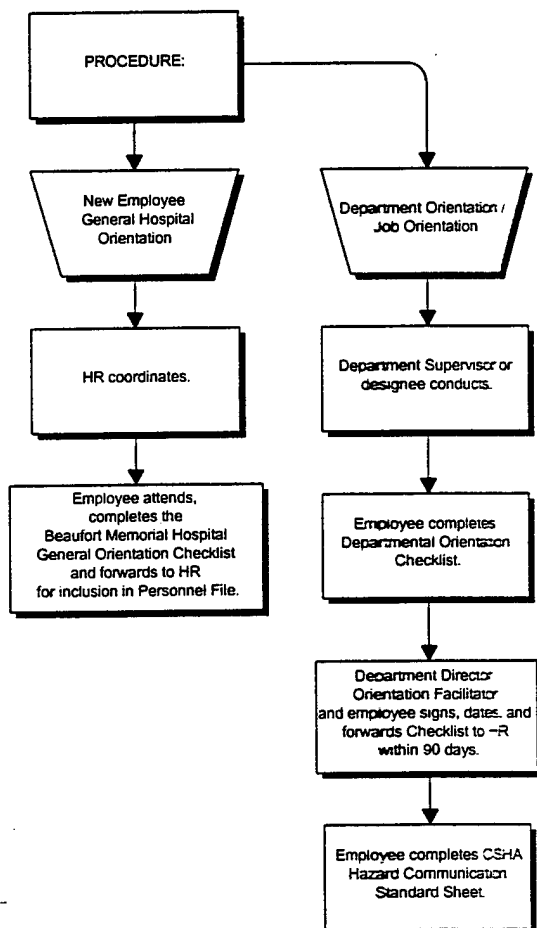 PROCEDURE:
New Employee
General Hospital
Orientation
HR coordinates.
Employee attends,
completes the
Beaufort Memorial Hospital
General Orientation Checklist
and forwards to HR
for inclusion in Personnel File.
Department Orientation /
Job Orientation
Department Supervisor or
designee conducts.
Employee completes
Departmental Orientation
Checklist.
Department Director
Orientation Facilitator
and employee signs, dates, and
forwards Checklist to HR
within 90 days.
Employee completes OSHA
Hazard Communication
Standard Sheet.